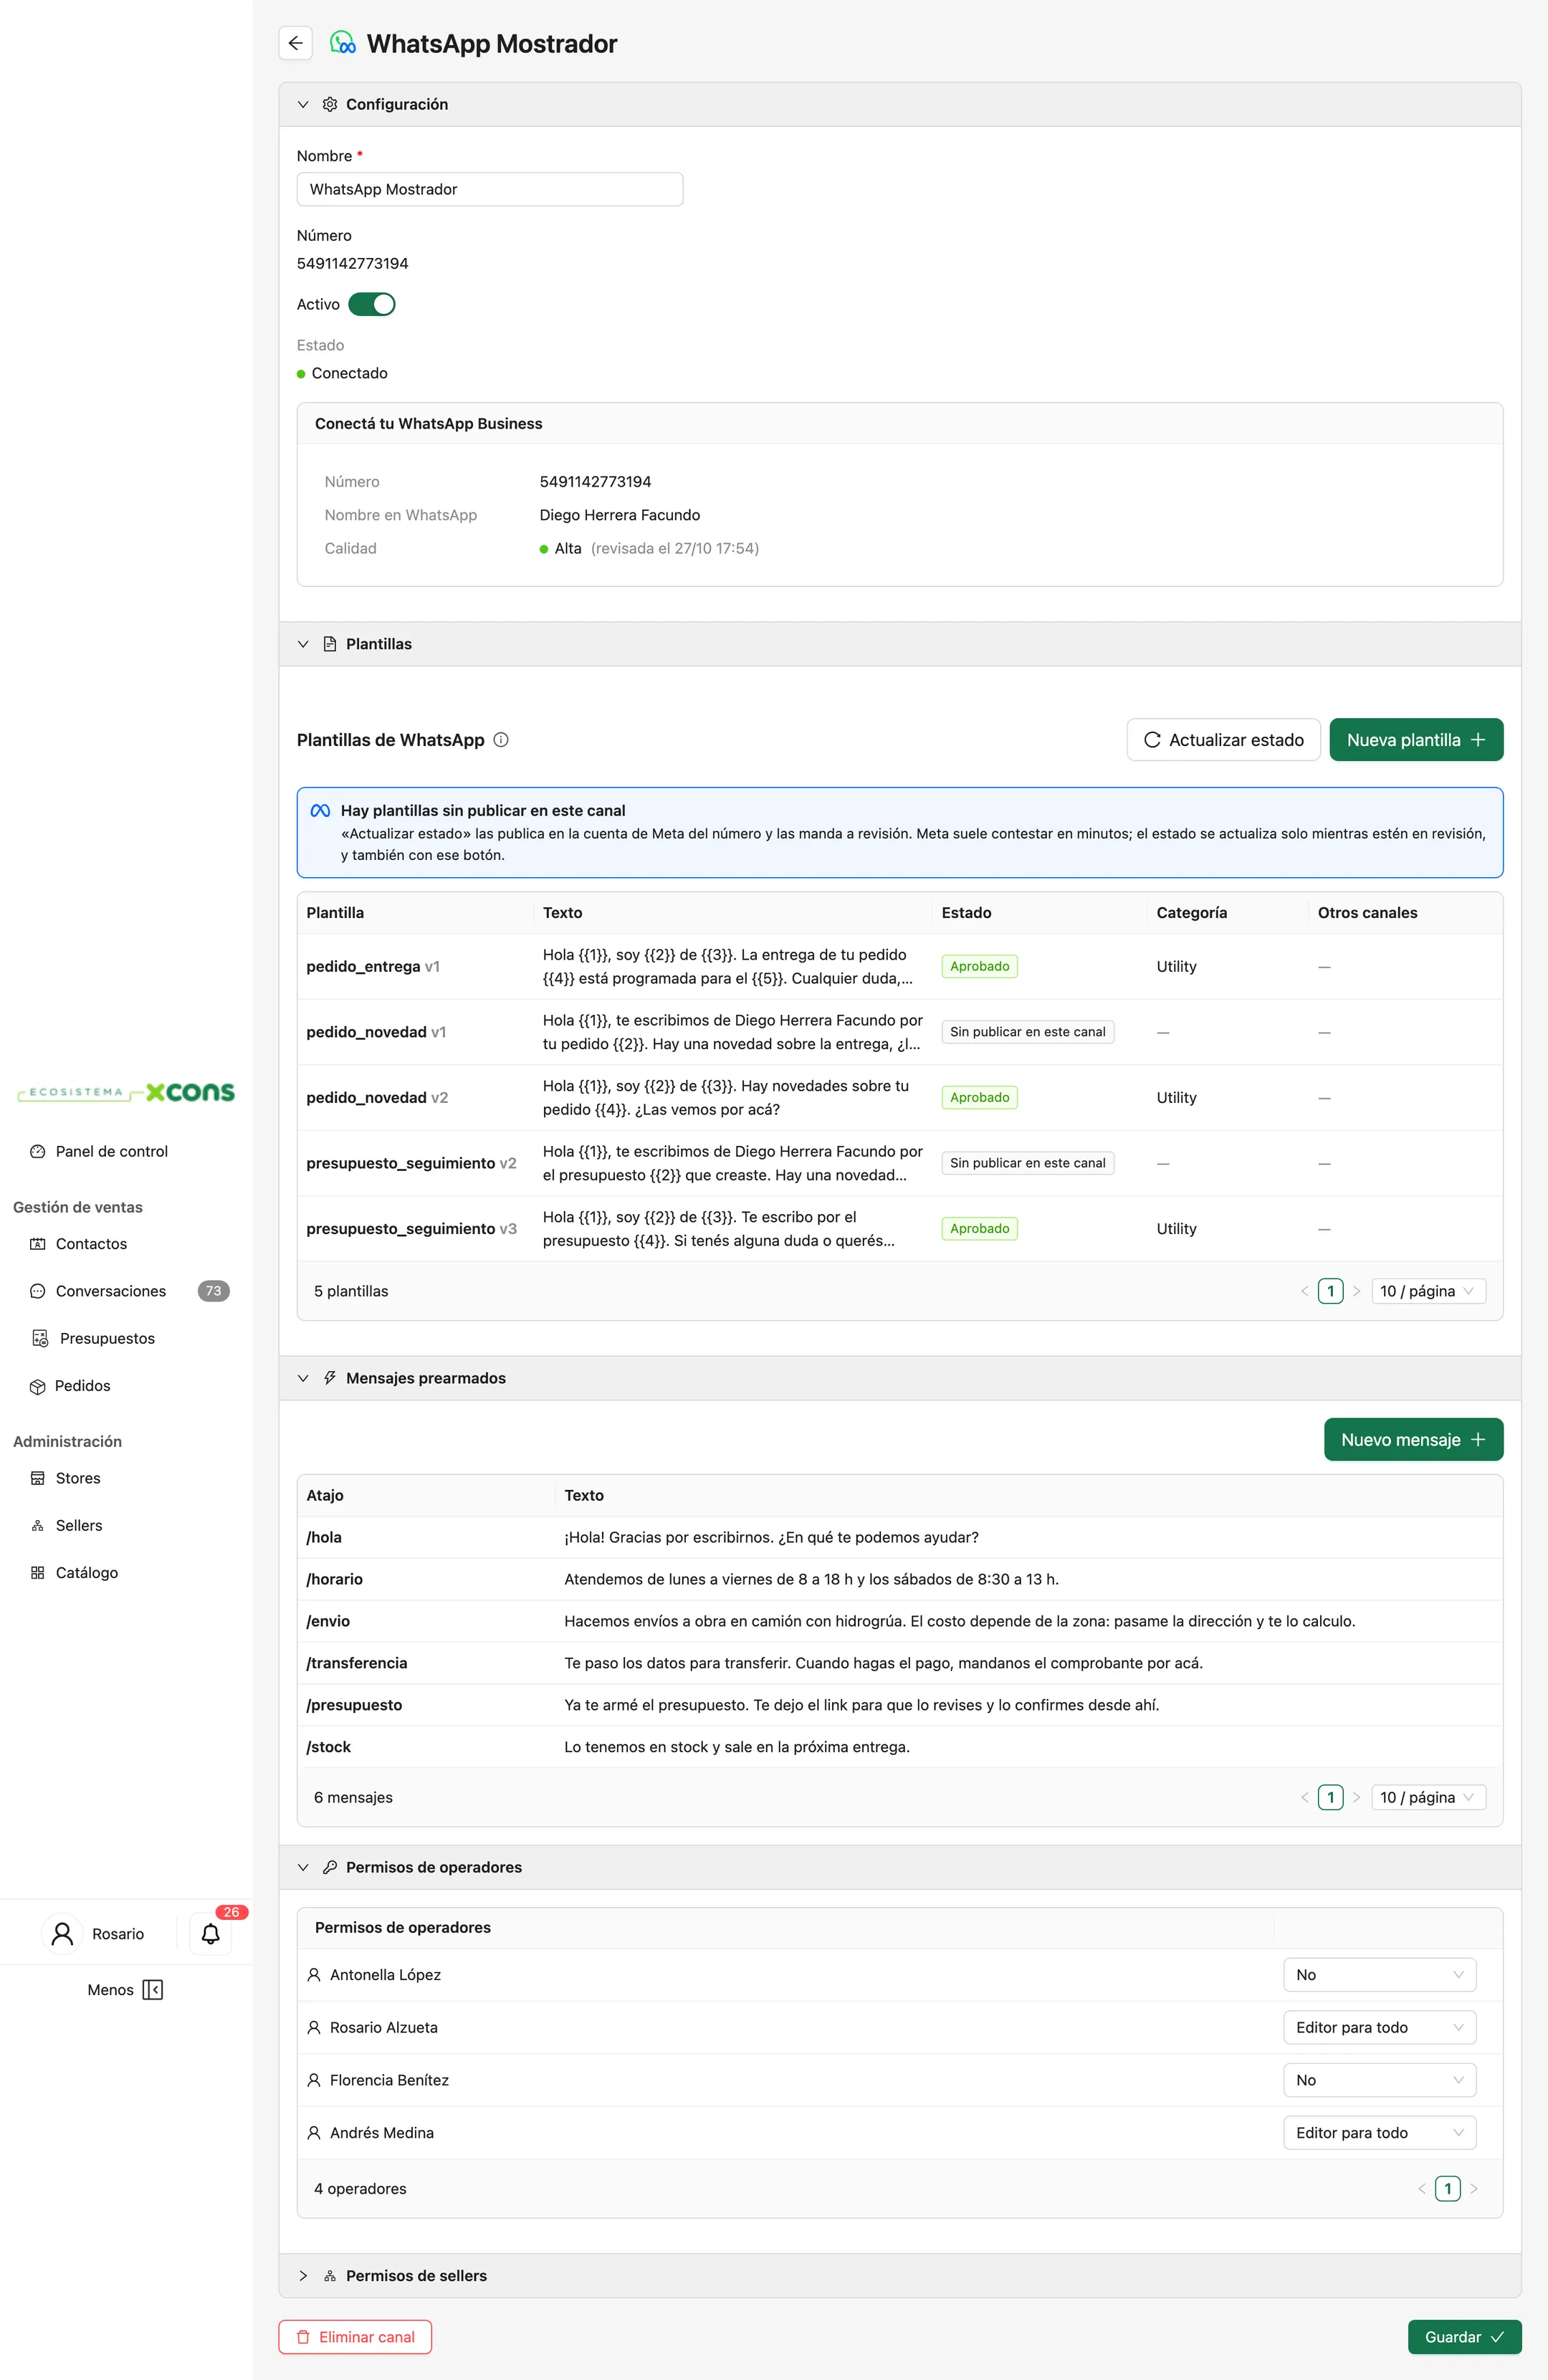 WhatsApp Mostrador
Configuración
Nombre *
WhatsApp Mostrador
Número
5491142773194
Activo
Estado
Conectado
Conectá tu WhatsApp Business
Número 5491142773194
Nombre en WhatsApp Diego Herrera Facundo
Calidad Alta (revisada el 27/10 17:54)
Plantillas
Plantillas de WhatsApp
Actualizar estado
Nueva plantilla
Hay plantillas sin publicar en este canal
«Actualizar estado» las publica en la cuenta de Meta del número y las manda a revisión. Meta suele contestar en minutos; el estado se actualiza solo mientras estén en revisión,
y también con ese botón.
Plantilla Texto Estado Categoría Otros canales
pedido_entrega v1
Hola {{1}}, soy {{2}} de {{3}}. La entrega de tu pedido
{{4}} está programada para el {{5}}. Cualquier duda,...
Aprobado
Utility
—
pedido_novedad v1
Hola {{1}}, te escribimos de Diego Herrera Facundo por
tu pedido {{2}}. Hay una novedad sobre la entrega, ¿l...
Sin publicar en este canal
—
—
pedido_novedad v2
Hola {{1}}, soy {{2}} de {{3}}. Hay novedades sobre tu
pedido {{4}}. ¿Las vemos por acá?
Aprobado
Utility
—
presupuesto_seguimiento v2
Hola {{1}}, te escribimos de Diego Herrera Facundo por
el presupuesto {{2}} que creaste. Hay una novedad...
Sin publicar en este canal
—
—
presupuesto_seguimiento v3
Hola {{1}}, soy {{2}} de {{3}}. Te escribo por el
presupuesto {{4}}. Si tenés alguna duda o querés...
Aprobado
Utility
—
5 plantillas
1
10 / página
Mensajes prearmados
Nuevo mensaje
Atajo Texto
/hola ¡Hola! Gracias por escribirnos. ¿En qué te podemos ayudar?
/horario Atendemos de lunes a viernes de 8 a 18 h y los sábados de 8:30 a 13 h.
/envio Hacemos envíos a obra en camión con hidrogrúa. El costo depende de la zona: pasame la dirección y te lo calculo.
/transferencia Te paso los datos para transferir. Cuando hagas el pago, mandanos el comprobante por acá.
/presupuesto Ya te armé el presupuesto. Te dejo el link para que lo revises y lo confirmes desde ahí.
/stock Lo tenemos en stock y sale en la próxima entrega.
6 mensajes
1
10 / página
Permisos de operadores
Permisos de operadores
Antonella López No
Rosario Alzueta Editor para todo
Florencia Benítez No
Andrés Medina Editor para todo
4 operadores
1
Permisos de sellers
Eliminar canal
Guardar
ECOSISTEMA xcons
Panel de control
Gestión de ventas
Contactos
Conversaciones 73
Presupuestos
Pedidos
Administración
Stores
Sellers
Catálogo
Rosario
26
Menos